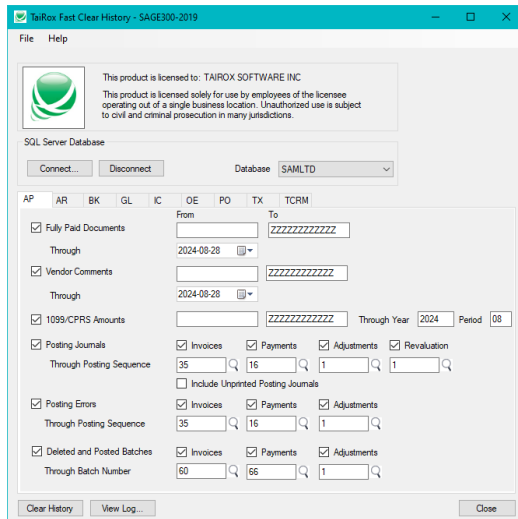 TaiRox Fast Clear History - SAGE300-2019
File Help
This product is licensed to: TAIROX SOFTWARE INC
This product is licensed solely for use by employees of the licensee
operating out of a single business location. Unauthorized use is subject
to civil and criminal prosecution in many jurisdictions.
SQL Server Database
Connect... Disconnect Database SAMLTD
AP AR BK GL IC OE PO TX TCRM
From To
Fully Paid Documents ZZZZZZZZZZZZ
Through 2024-08-28
Vendor Comments ZZZZZZZZZZZZ
Through 2024-08-28
1099/CPRS Amounts ZZZZZZZZZZZZ Through Year 2024 Period 08
Posting Journals Invoices Payments Adjustments Revaluation
Through Posting Sequence 35 16 1 1
Include Unprinted Posting Journals
Posting Errors Invoices Payments Adjustments
Through Posting Sequence 35 16 1
Deleted and Posted Batches Invoices Payments Adjustments
Through Batch Number 60 66 1
Clear History View Log... Close